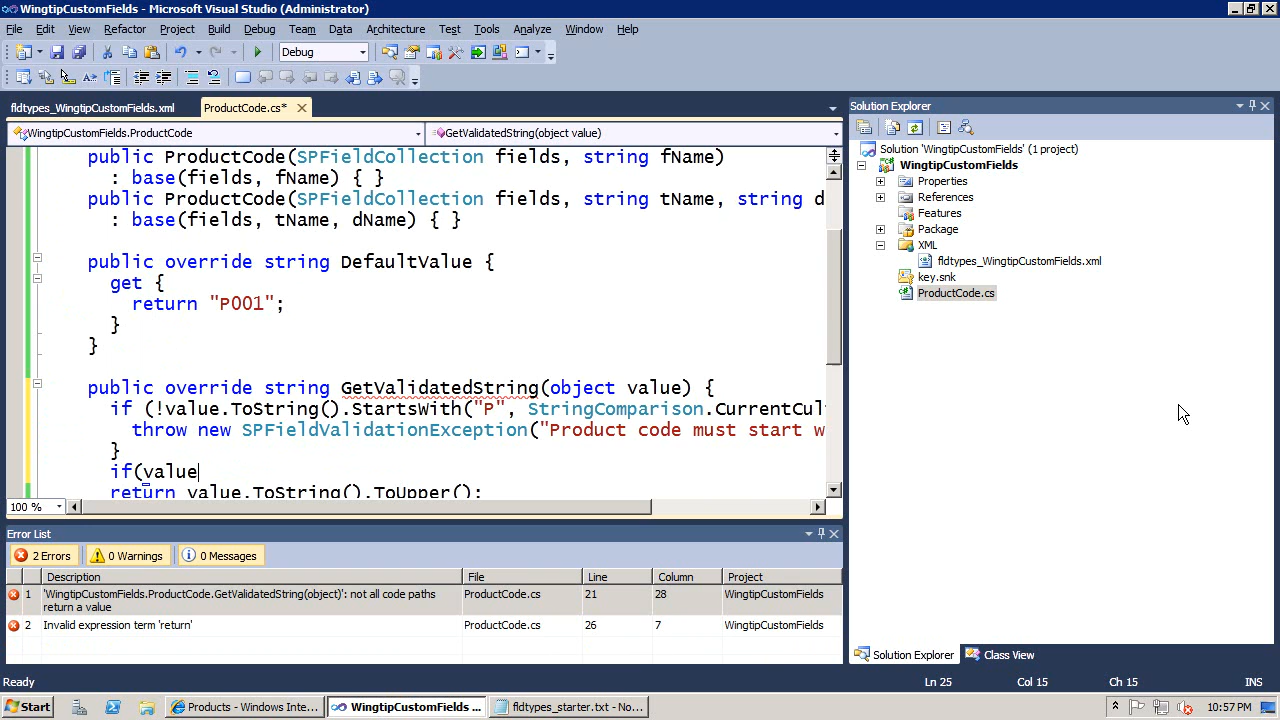 WingtipCustomFields - Microsoft Visual Studio (Administrator)
File Edit View Refactor Project Build Debug Team Data Architecture Test Tools Analyze Window Help
Debug
fldtypes_WingtipCustomFields.xml ProductCode.cs*
WingtipCustomFields.ProductCode GetValidatedString(object value)
public ProductCode(SPFieldCollection fields, string fName)
: base(fields, fName) { }
public ProductCode(SPFieldCollection fields, string tName, string d
: base(fields, tName, dName) { }
public override string DefaultValue {
get {
return "P001";
}
}
public override string GetValidatedString(object value) {
if (!value.ToString().StartsWith("P", StringComparison.CurrentCul
throw new SPFieldValidationException("Product code must start w
}
if(value
return value.ToString().ToUpper();
100 %
Solution Explorer
Solution 'WingtipCustomFields' (1 project)
WingtipCustomFields
Properties
References
Features
Package
XML
fldtypes_WingtipCustomFields.xml
key.snk
ProductCode.cs
Solution Explorer Class View
Error List
2 Errors 0 Warnings 0 Messages
Description File Line Column Project
1 'WingtipCustomFields.ProductCode.GetValidatedString(object)': not all code paths return a value ProductCode.cs 21 28 WingtipCustomFields
2 Invalid expression term 'return' ProductCode.cs 26 7 WingtipCustomFields
Ready Ln 25 Col 15 Ch 15 INS
Start Products - Windows Inte... WingtipCustomFields ... fldtypes_starter.txt - No... 10:57 PM